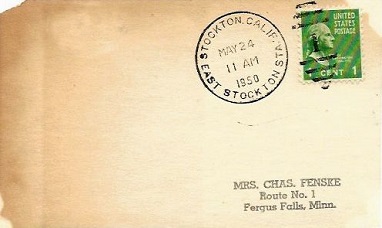 STOCKTON, CALIF.
MAY 24
11 AM
1950
EAST STOCKTON STA.
UNITED
STATES
POSTAGE
CENT 1
MRS. CHAS. FENSKE
Route No. 1
Fergus Falls, Minn.